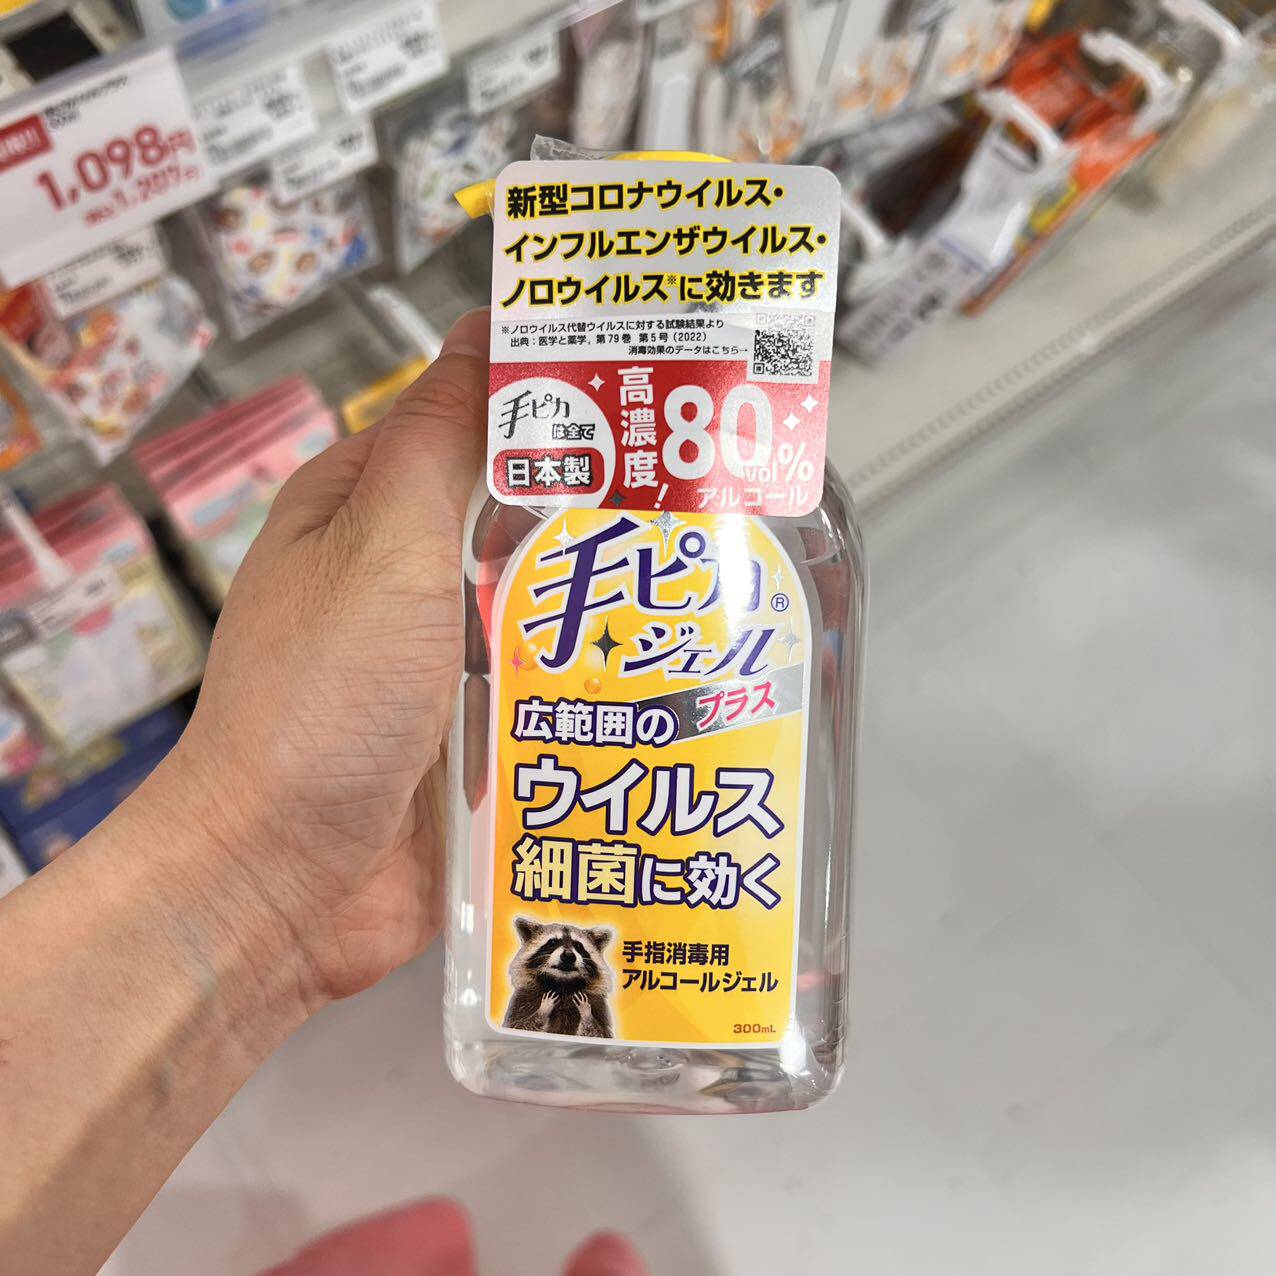 1,098円
税込1,207円
新型コロナウイルス・
インフルエンザウイルス・
ノロウイルス※に効きます
※ノロウイルス代替ウイルスに対する試験結果より
出典:医学と薬学, 第79巻 第5号 (2022)
消毒効果のデータはこちら→
手ピカ
は全て
日本製
高濃度!
80vol%
アルコール
手ピカ®
ジェル
プラス
広範囲の
ウイルス
細菌に効く
手指消毒用
アルコールジェル
300mL